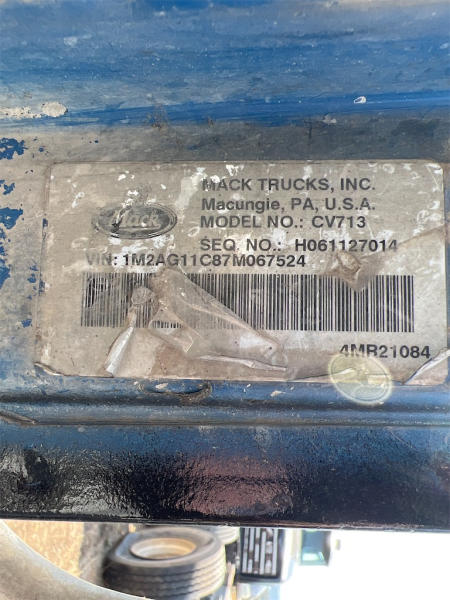 MACK TRUCKS, INC.
Mack
Macungie, PA, U.S.A.
MODEL NO.: CV713
SEQ. NO.: H061127014
VIN: 1M2AG11C87M067524
4MR21084